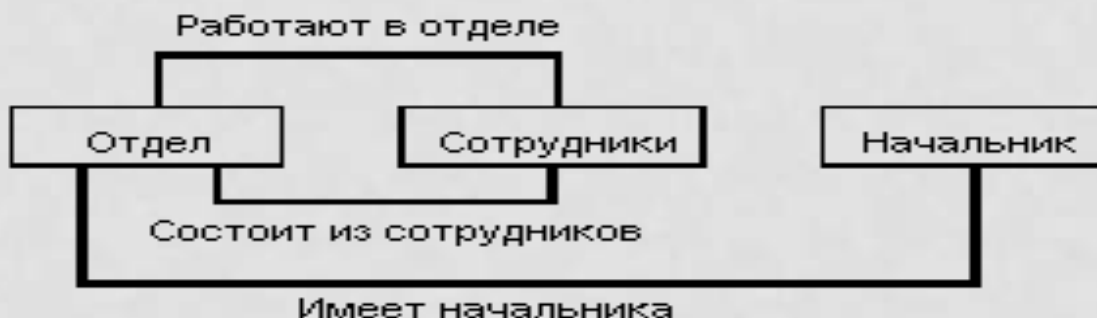 Работают в отделе
Отдел
Сотрудники
Начальник
Состоит из сотрудников
Имеет начальника